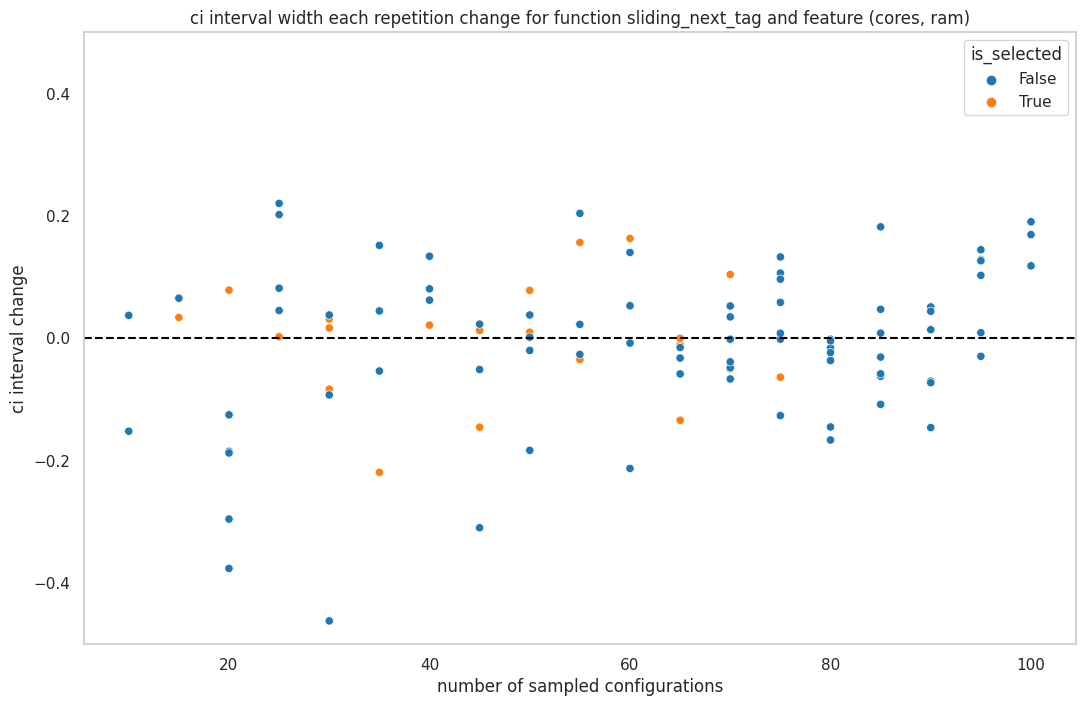 ci interval width each repetition change for function sliding_next_tag and feature (cores, ram)
is_selected
False
True
ci interval change
0.4
0.2
0.0
−0.2
−0.4
20
40
60
80
100
number of sampled configurations